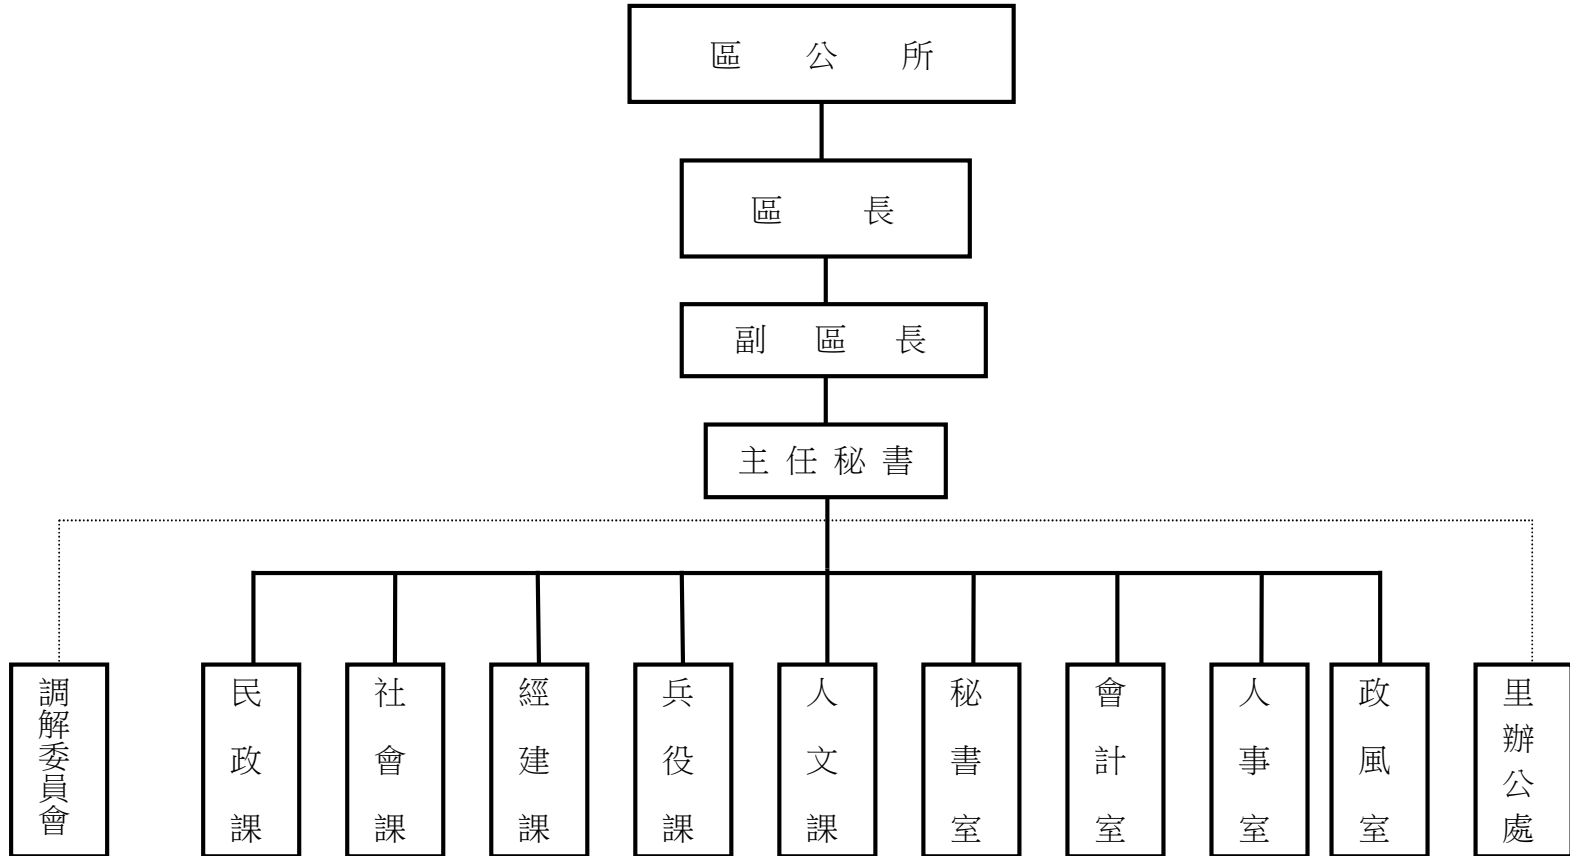 區公所
區長
副區長
主任秘書
調解委員會
民政課
社會課
經建課
兵役課
人文課
秘書室
會計室
人事室
政風室
里辦公處